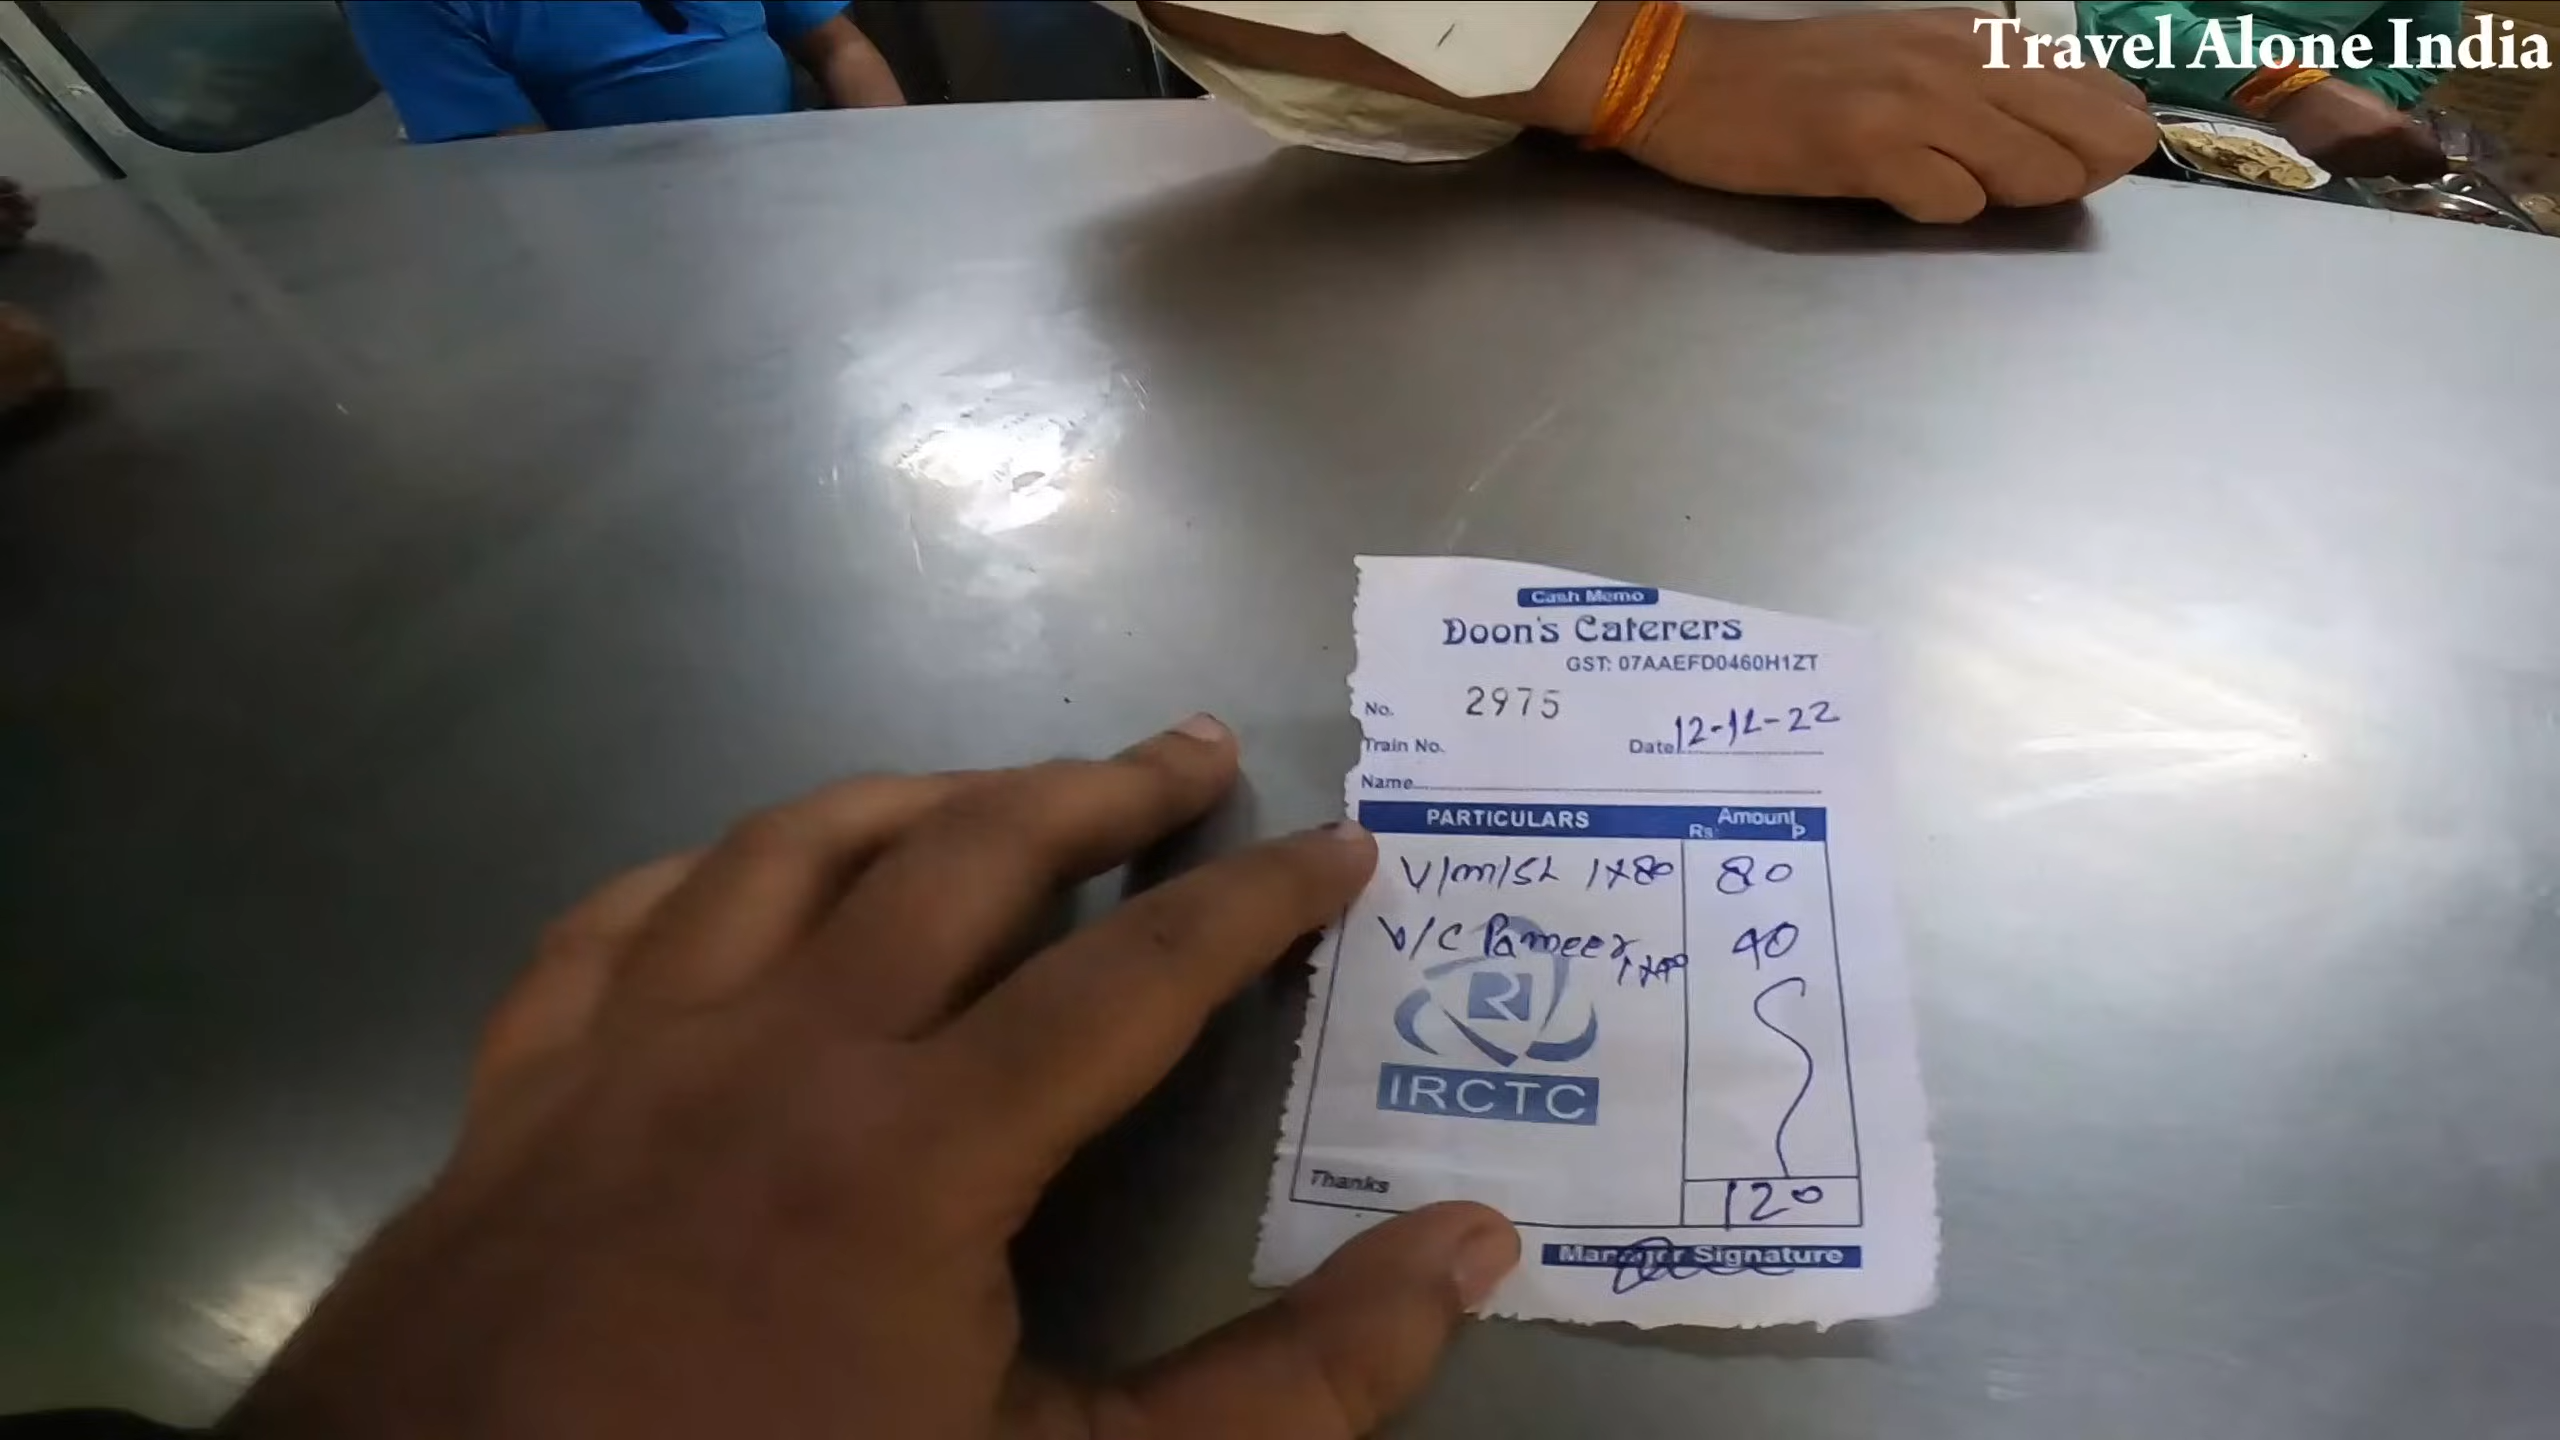 Travel Alone India
Cash Memo
Doon's Caterers
GST: 07AAEFD0460H1ZT
No. 2975
Train No. Date 12-12-22
Name
PARTICULARS Amount
Rs. P
V/m/SL 1x80 80
V/C Paneer 1x40 40
IRCTC
Thanks
120
Manager Signature